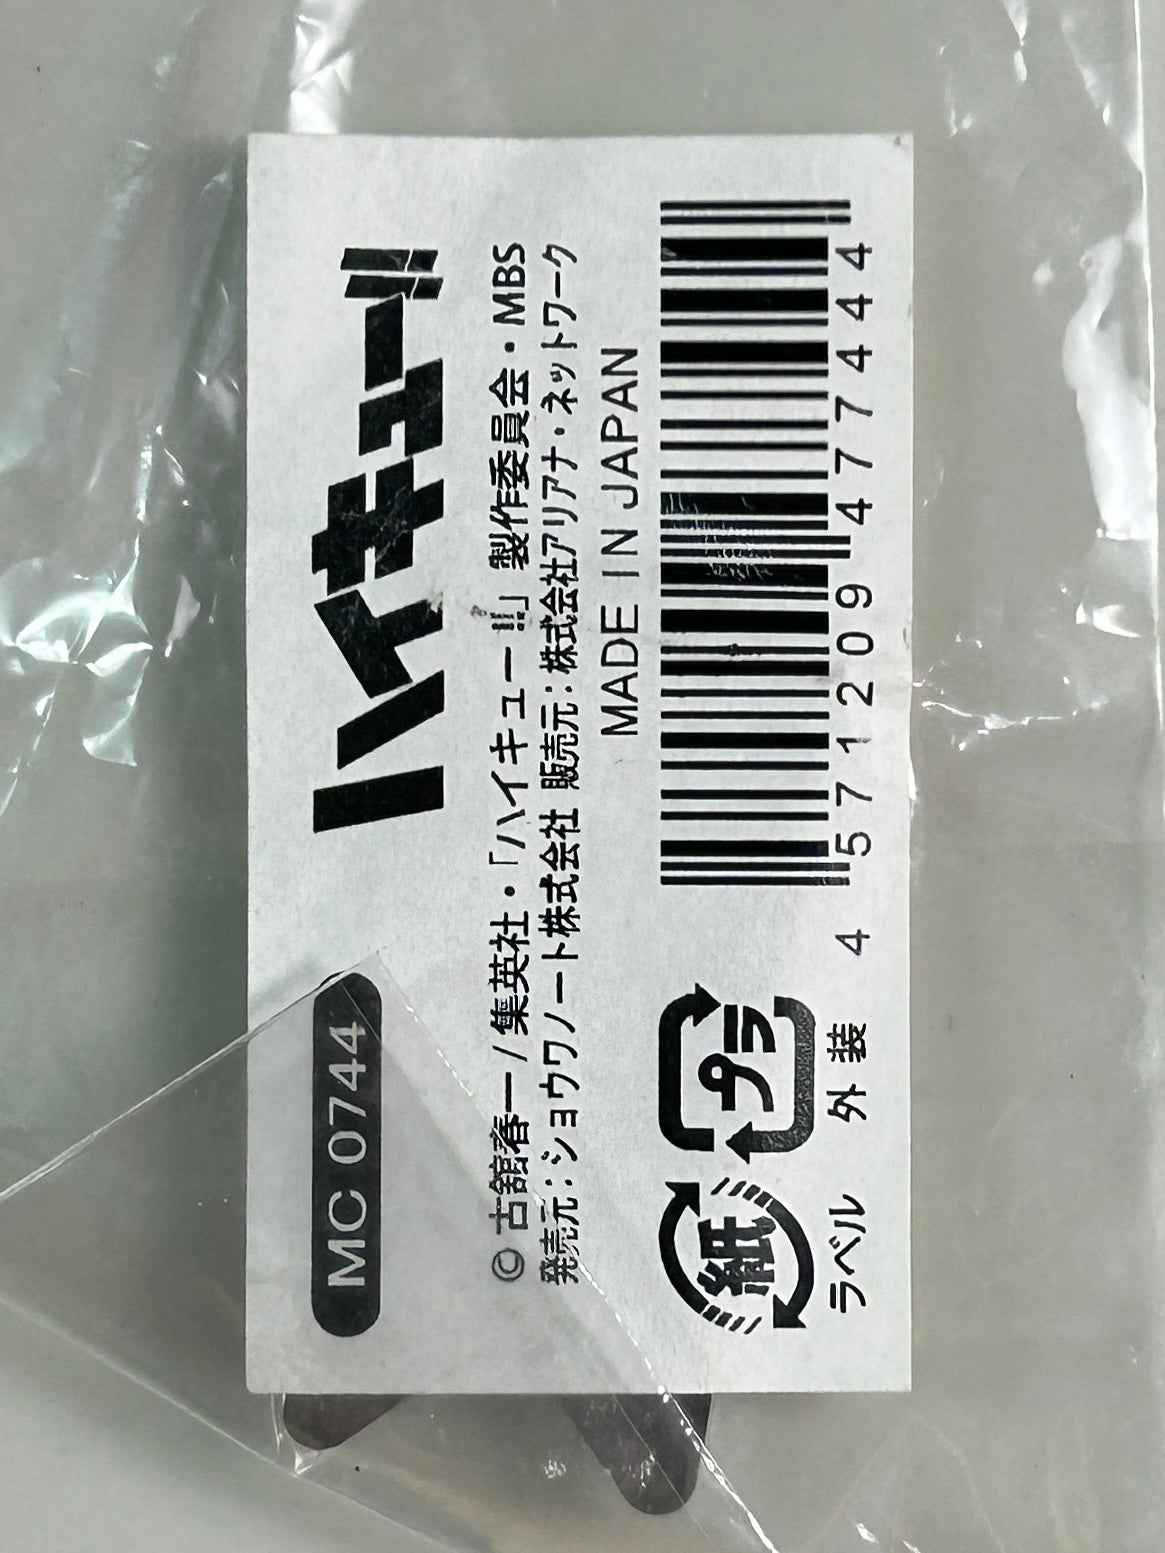 MC 0744
ハイキュー!!
© 古舘春一/集英社・「ハイキュー!!」製作委員会・MBS
発売元:ショウワノート株式会社 販売元:株式会社アリアナ・ネットワーク
MADE IN JAPAN
紙
プラ
ラベル
外装
4 571209 477444